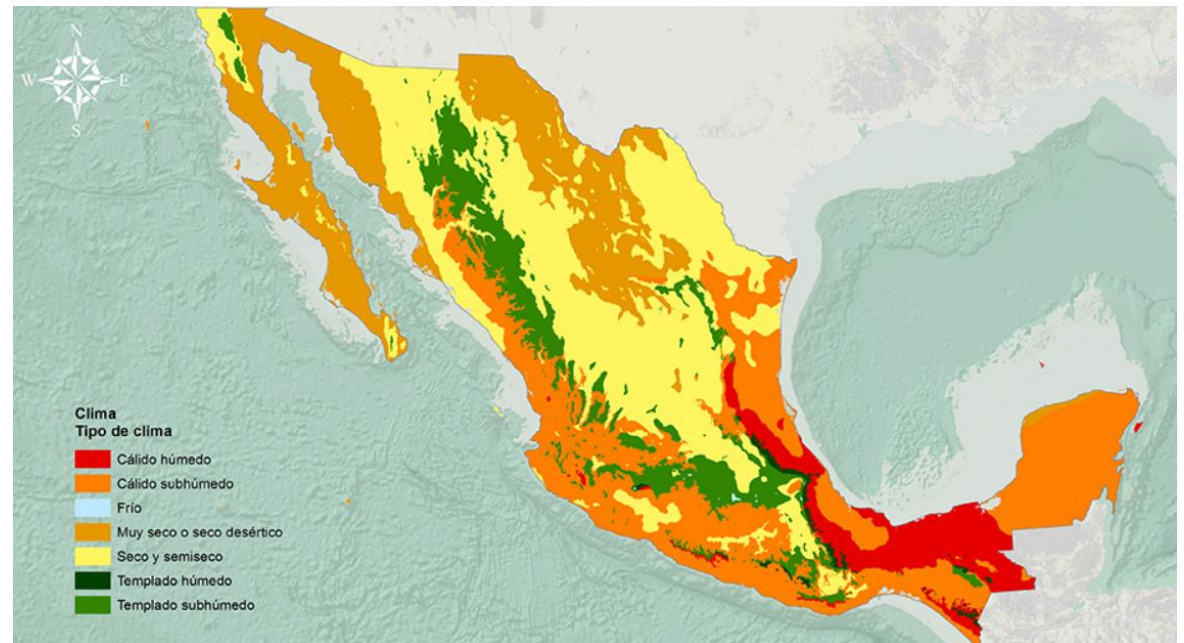 N
W E
S
Clima
Tipo de clima
Cálido húmedo
Cálido subhúmedo
Frío
Muy seco o seco desértico
Seco y semiseco
Templado húmedo
Templado subhúmedo